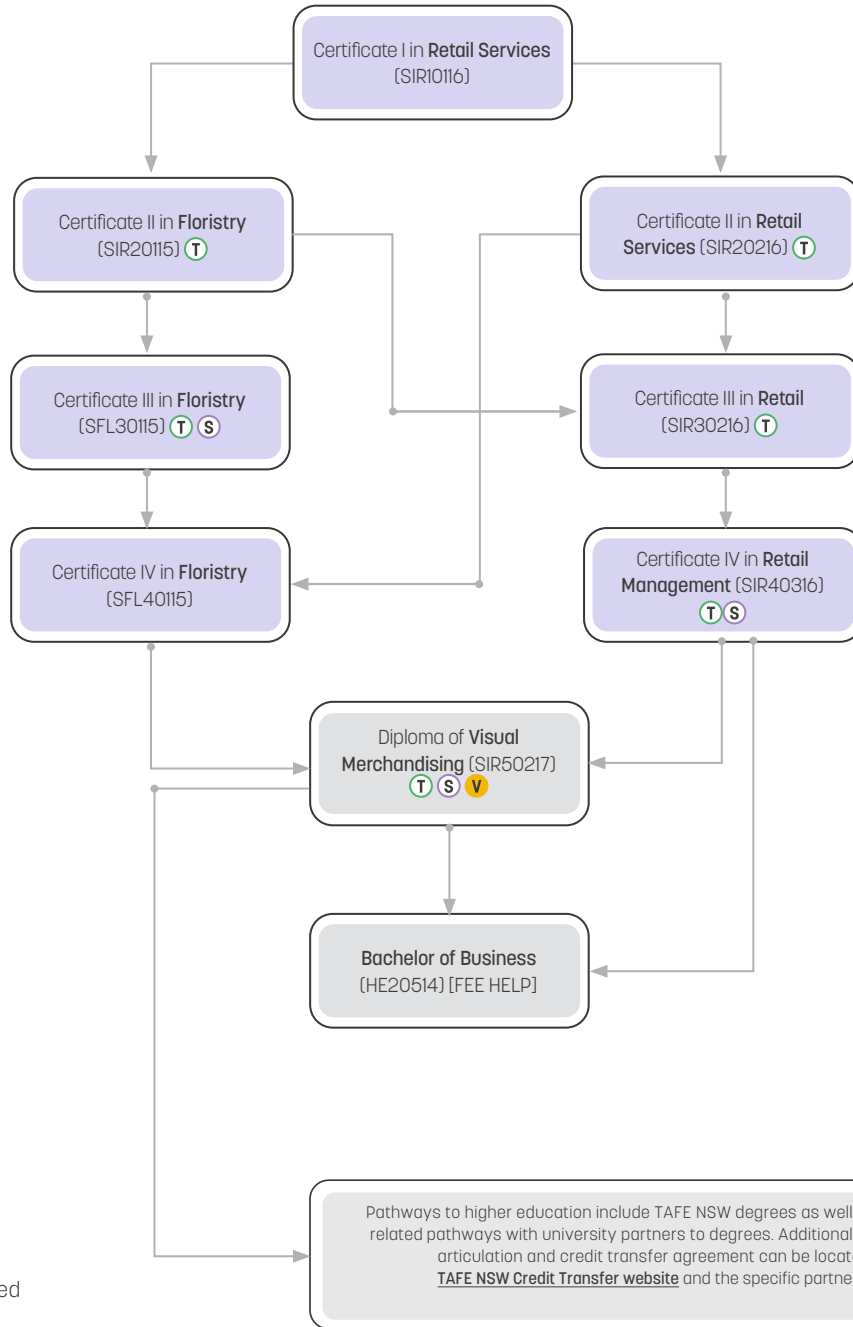 Certificate I in Retail Services
(SIR10116)
Certificate II in Floristry
(SIR20115) T
Certificate II in Retail
Services (SIR20216) T
Certificate III in Floristry
(SFL30115) T S
Certificate III in Retail
(SIR30216) T
Certificate IV in Floristry
(SFL40115)
Certificate IV in Retail
Management (SIR40316)
T S
Diploma of Visual
Merchandising (SIR50217)
T S V
Bachelor of Business
(HE20514) [FEE HELP]
Pathways to higher education include TAFE NSW degrees as well
related pathways with university partners to degrees. Additional
articulation and credit transfer agreement can be locat
TAFE NSW Credit Transfer website and the specific partne
ed